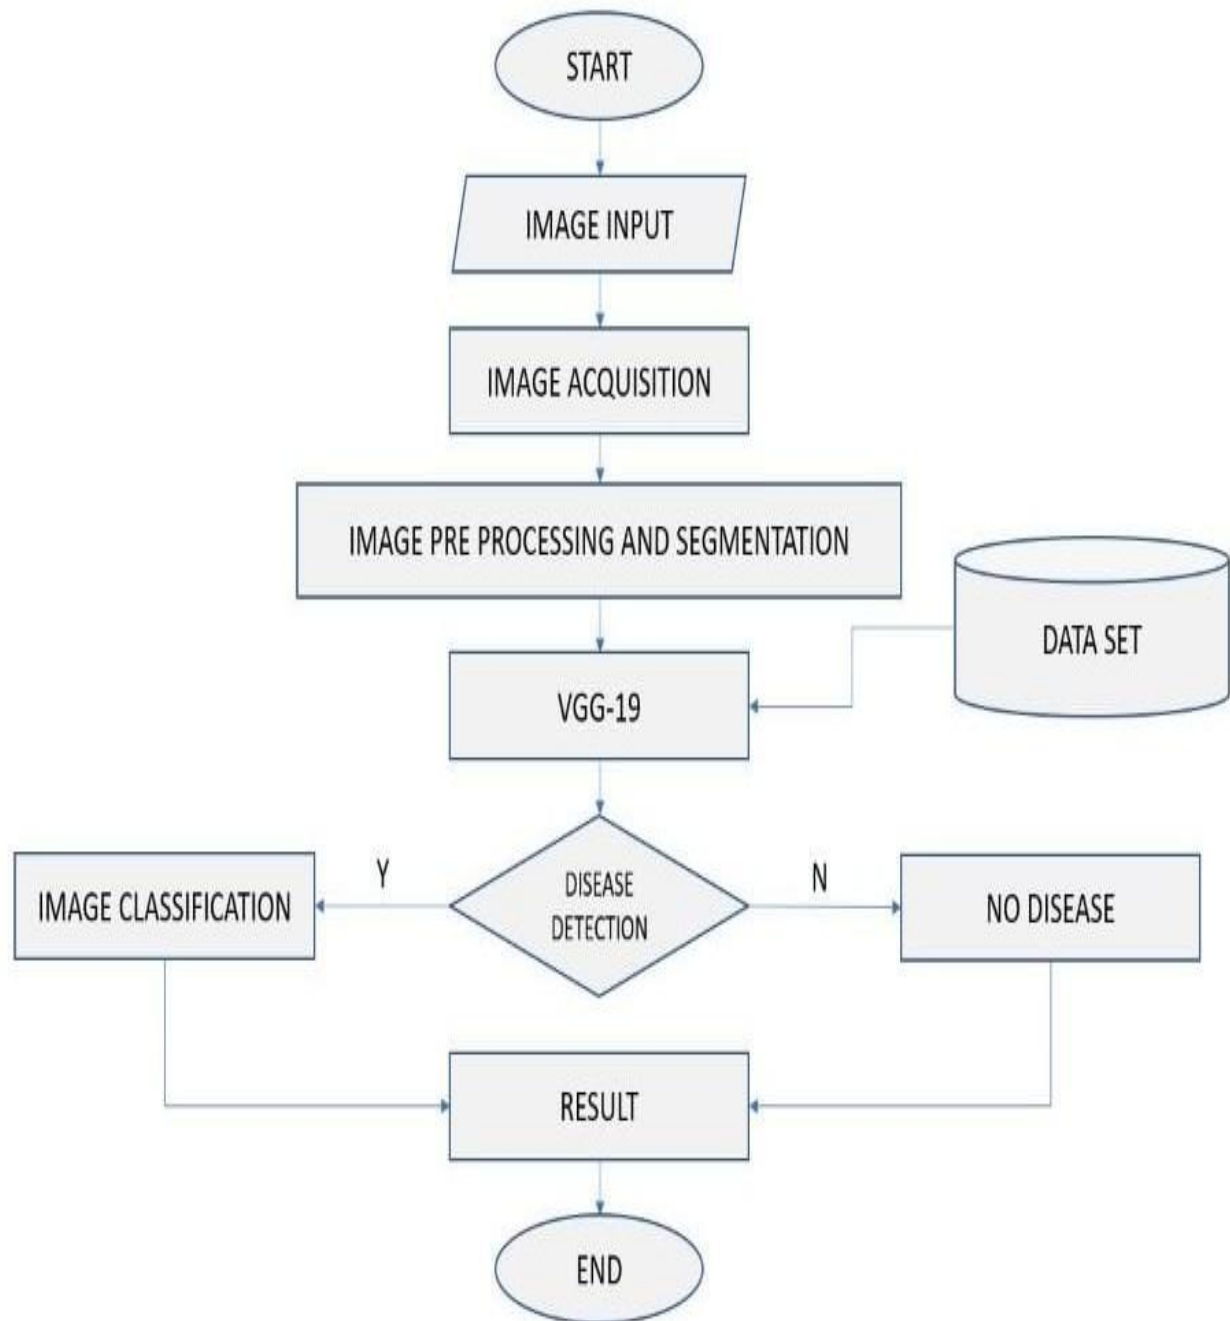 START
IMAGE INPUT
IMAGE ACQUISITION
IMAGE PRE PROCESSING AND SEGMENTATION
DATA SET
VGG-19
DISEASE
DETECTION
Y
N
IMAGE CLASSIFICATION
NO DISEASE
RESULT
END